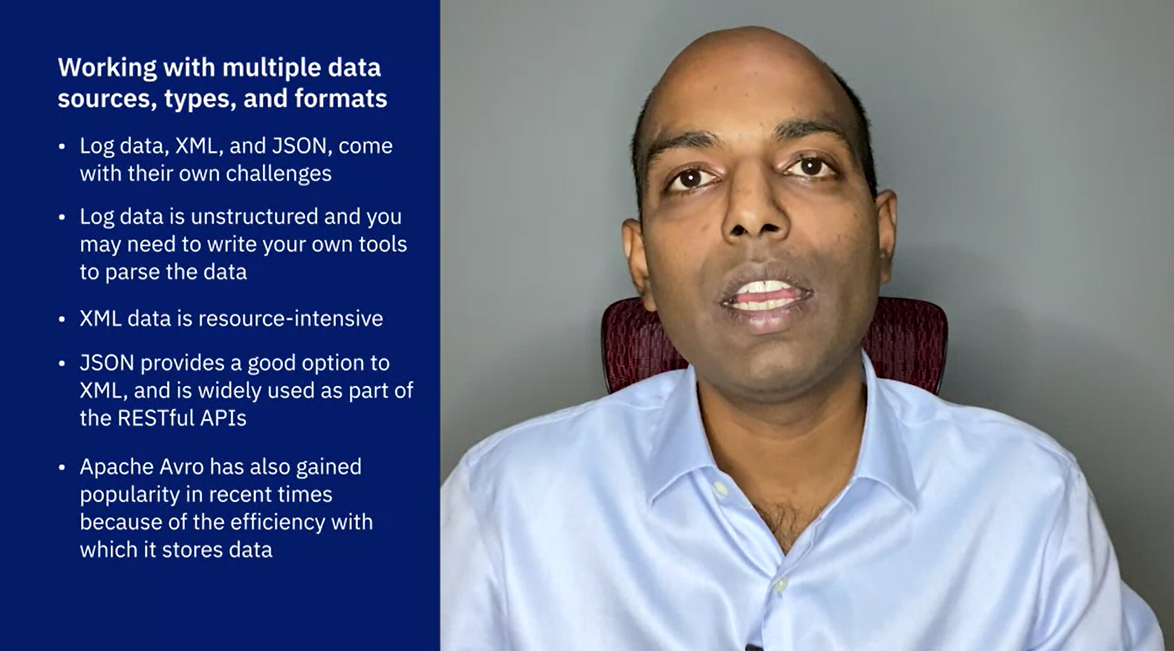 Working with multiple data
sources, types, and formats
• Log data, XML, and JSON, come
with their own challenges
• Log data is unstructured and you
may need to write your own tools
to parse the data
• XML data is resource-intensive
• JSON provides a good option to
XML, and is widely used as part of
the RESTful APIs
• Apache Avro has also gained
popularity in recent times
because of the efficiency with
which it stores data